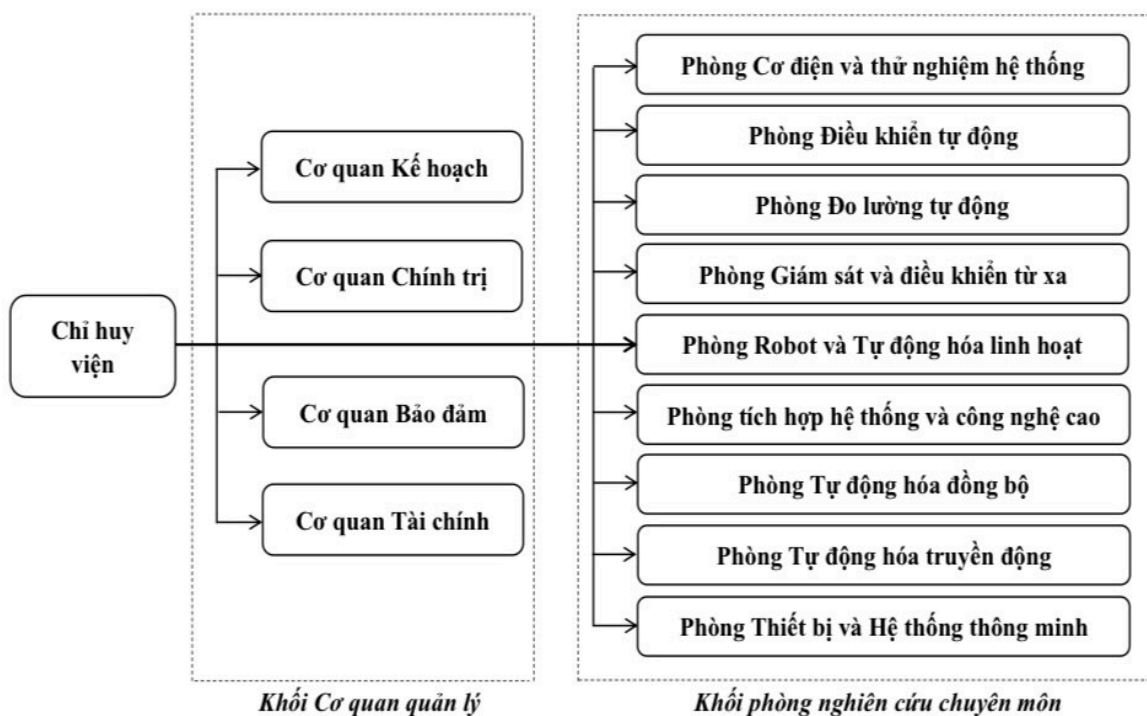 Chỉ huy
viện
Cơ quan Kế hoạch
Cơ quan Chính trị
Cơ quan Bảo đảm
Cơ quan Tài chính
Khối Cơ quan quản lý
Phòng Cơ điện và thử nghiệm hệ thống
Phòng Điều khiển tự động
Phòng Đo lường tự động
Phòng Giám sát và điều khiển từ xa
Phòng Robot và Tự động hóa linh hoạt
Phòng tích hợp hệ thống và công nghệ cao
Phòng Tự động hóa đồng bộ
Phòng Tự động hóa truyền động
Phòng Thiết bị và Hệ thống thông minh
Khối phòng nghiên cứu chuyên môn